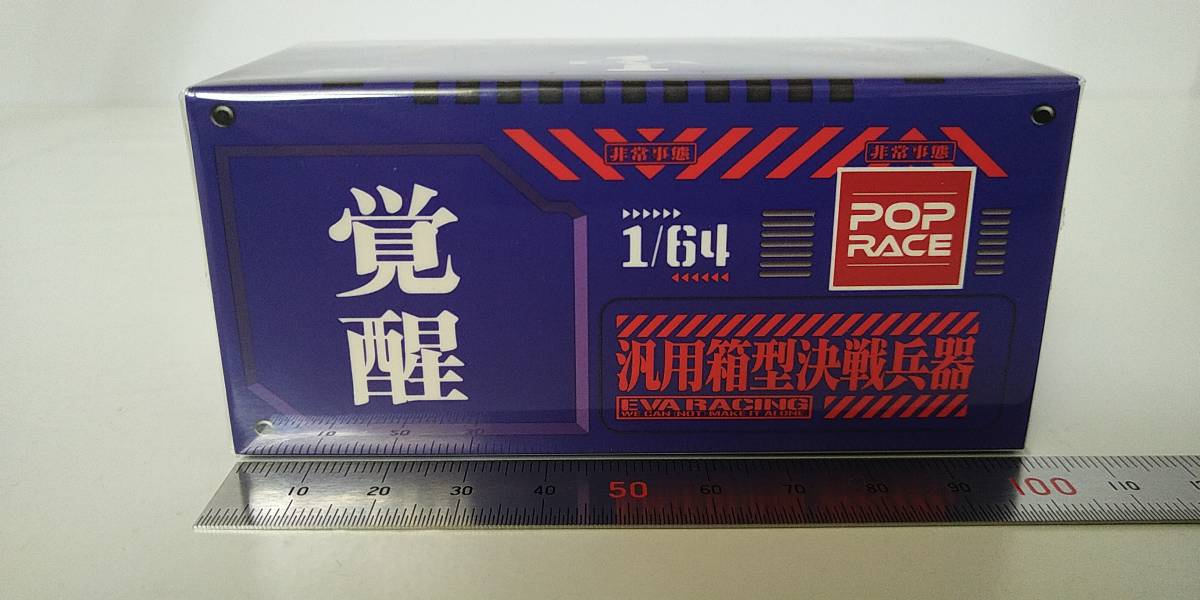 非常事態
非常事態
覚醒
1/64
POP
RACE
汎用箱型決戦兵器
EVA RACING
WE CAN (NOT) MAKE IT ALONE
10 20 30 40 50 60 70 80 90 100 110